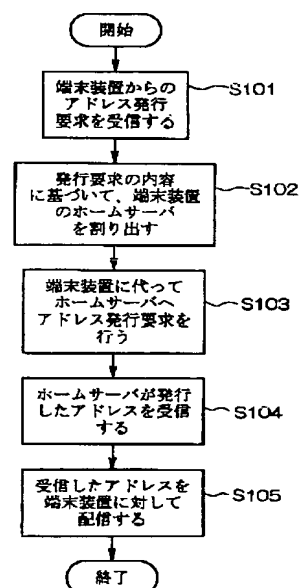 開始
端末装置からの
アドレス発行
要求を受信する
S101
発行要求の内容
に基づいて、端末装置
のホームサーバ
を割り出す
S102
端末装置に代って
ホームサーバへ
アドレス発行要求を
行う
S103
ホームサーバが発行
したアドレスを受信
する
S104
受信したアドレスを
端末装置に対して
配信する
S105
終了